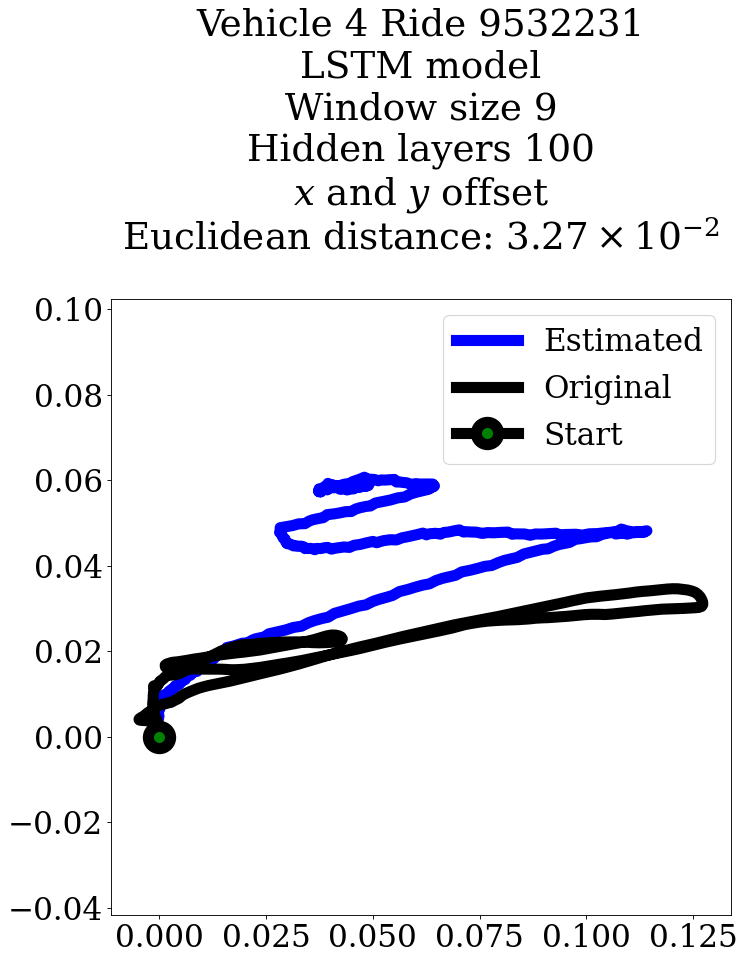 Vehicle 4 Ride 9532231
LSTM model
Window size 9
Hidden layers 100
x and y offset
Euclidean distance: 3.27 × 10⁻²
Estimated
Original
Start
0.10
0.08
0.06
0.04
0.02
0.00
−0.02
−0.04
0.000 0.025 0.050 0.075 0.100 0.125